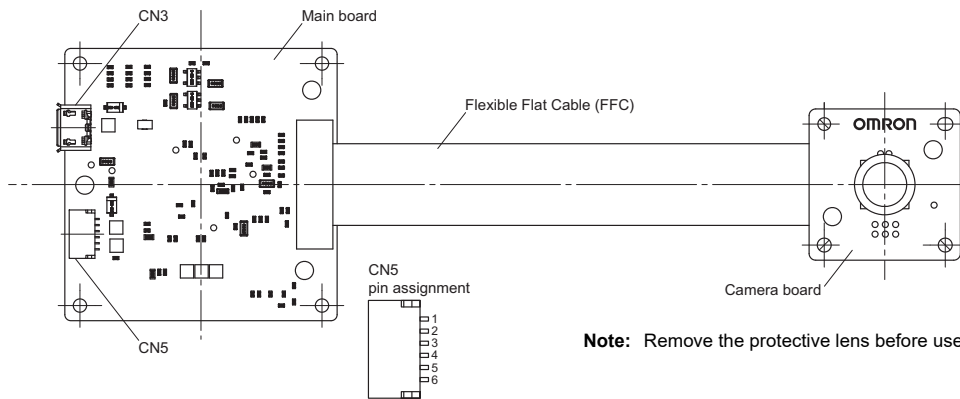 CN3
Main board
Flexible Flat Cable (FFC)
OMRON
CN5
pin assignment
1
2
3
4
5
6
Camera board
CN5
Note: Remove the protective lens before use